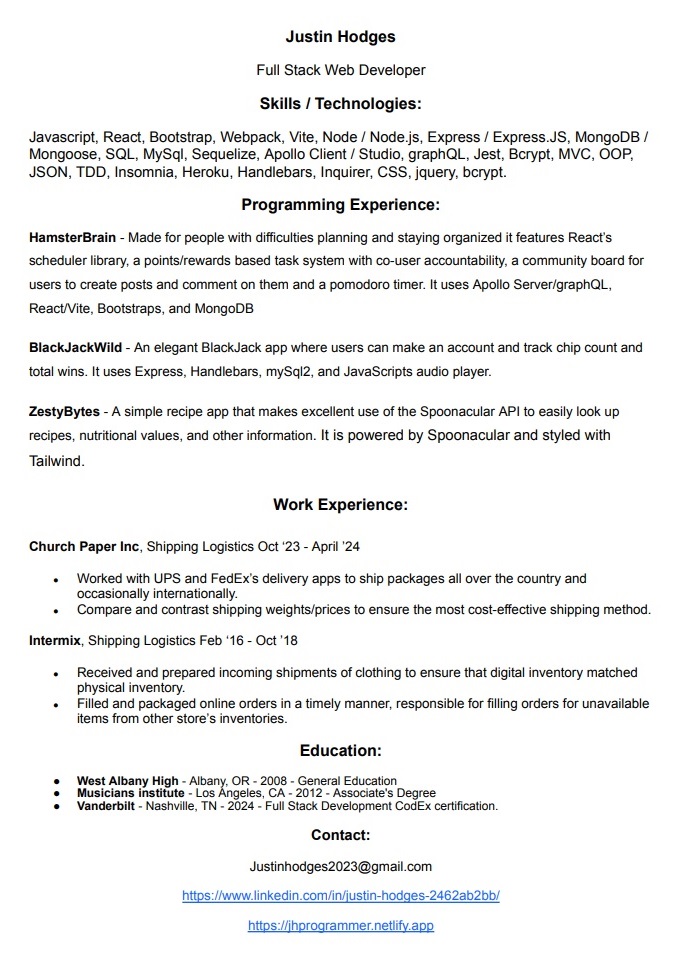 Justin Hodges
Full Stack Web Developer
Skills / Technologies:
Javascript, React, Bootstrap, Webpack, Vite, Node / Node.js, Express / Express.JS, MongoDB /
Mongoose, SQL, MySql, Sequelize, Apollo Client / Studio, graphQL, Jest, Bcrypt, MVC, OOP,
JSON, TDD, Insomnia, Heroku, Handlebars, Inquirer, CSS, jquery, bcrypt.
Programming Experience:
HamsterBrain - Made for people with difficulties planning and staying organized it features React’s
scheduler library, a points/rewards based task system with co-user accountability, a community board for
users to create posts and comment on them and a pomodoro timer. It uses Apollo Server/graphQL,
React/Vite, Bootstraps, and MongoDB
BlackJackWild - An elegant BlackJack app where users can make an account and track chip count and
total wins. It uses Express, Handlebars, mySql2, and JavaScripts audio player.
ZestyBytes - A simple recipe app that makes excellent use of the Spoonacular API to easily look up
recipes, nutritional values, and other information. It is powered by Spoonacular and styled with
Tailwind.
Work Experience:
Church Paper Inc, Shipping Logistics Oct ‘23 - April ’24
● Worked with UPS and FedEx’s delivery apps to ship packages all over the country and
occasionally internationally.
● Compare and contrast shipping weights/prices to ensure the most cost-effective shipping method.
Intermix, Shipping Logistics Feb ‘16 - Oct ’18
● Received and prepared incoming shipments of clothing to ensure that digital inventory matched
physical inventory.
● Filled and packaged online orders in a timely manner, responsible for filling orders for unavailable
items from other store’s inventories.
Education:
● West Albany High - Albany, OR - 2008 - General Education
● Musicians institute - Los Angeles, CA - 2012 - Associate's Degree
● Vanderbilt - Nashville, TN - 2024 - Full Stack Development CodEx certification.
Contact:
Justinhodges2023@gmail.com
https://www.linkedin.com/in/justin-hodges-2462ab2bb/
https://jhprogrammer.netlify.app